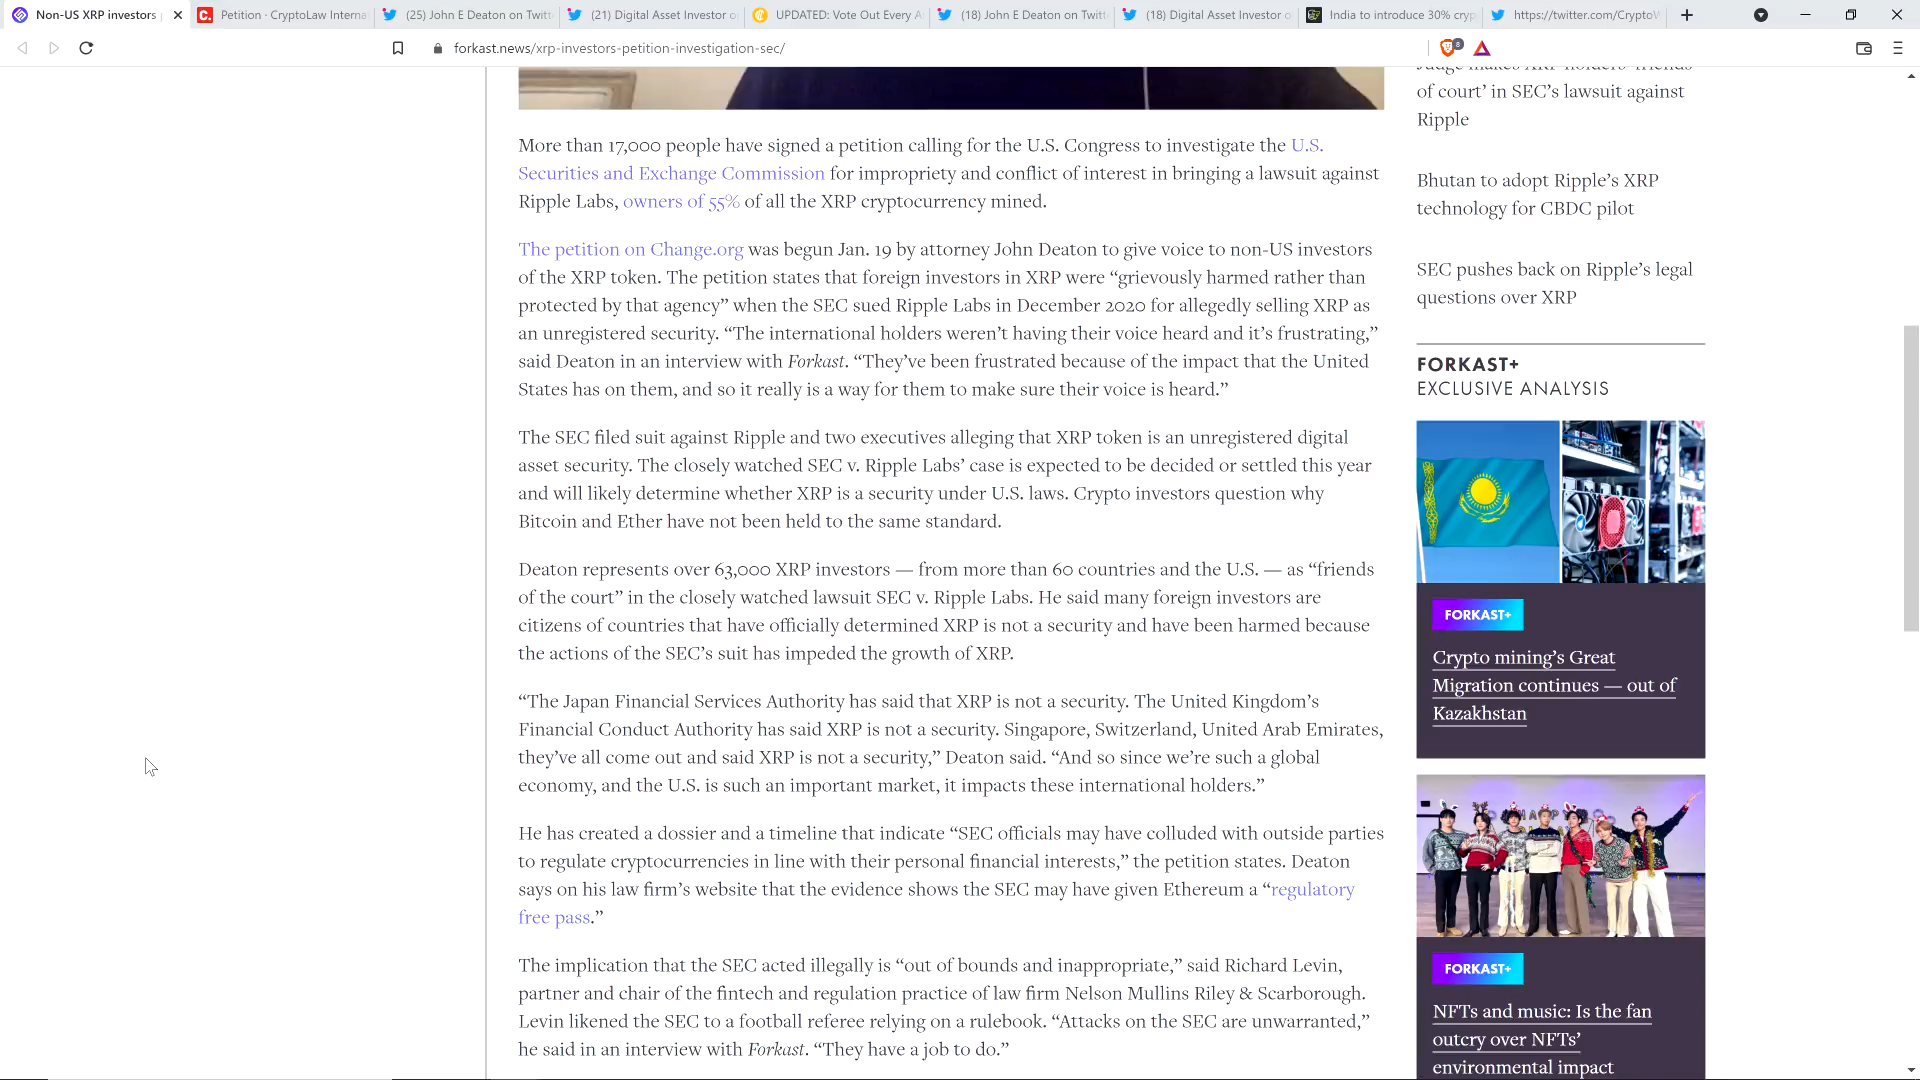 Non-US XRP investors
Petition · CryptoLaw Interna
(25) John E Deaton on Twitt
(21) Digital Asset Investor o
UPDATED: Vote Out Every A
(18) John E Deaton on Twitt
(18) Digital Asset Investor o
India to introduce 30% cryp
https://twitter.com/CryptoW
forkast.news/xrp-investors-petition-investigation-sec/
8
More than 17,000 people have signed a petition calling for the U.S. Congress to investigate the U.S.
Securities and Exchange Commission for impropriety and conflict of interest in bringing a lawsuit against
Ripple Labs, owners of 55% of all the XRP cryptocurrency mined.
The petition on Change.org was begun Jan. 19 by attorney John Deaton to give voice to non-US investors
of the XRP token. The petition states that foreign investors in XRP were “grievously harmed rather than
protected by that agency” when the SEC sued Ripple Labs in December 2020 for allegedly selling XRP as
an unregistered security. “The international holders weren’t having their voice heard and it’s frustrating,”
said Deaton in an interview with Forkast. “They’ve been frustrated because of the impact that the United
States has on them, and so it really is a way for them to make sure their voice is heard.”
The SEC filed suit against Ripple and two executives alleging that XRP token is an unregistered digital
asset security. The closely watched SEC v. Ripple Labs’ case is expected to be decided or settled this year
and will likely determine whether XRP is a security under U.S. laws. Crypto investors question why
Bitcoin and Ether have not been held to the same standard.
Deaton represents over 63,000 XRP investors — from more than 60 countries and the U.S. — as “friends
of the court” in the closely watched lawsuit SEC v. Ripple Labs. He said many foreign investors are
citizens of countries that have officially determined XRP is not a security and have been harmed because
the actions of the SEC’s suit has impeded the growth of XRP.
“The Japan Financial Services Authority has said that XRP is not a security. The United Kingdom’s
Financial Conduct Authority has said XRP is not a security. Singapore, Switzerland, United Arab Emirates,
they’ve all come out and said XRP is not a security,” Deaton said. “And so since we’re such a global
economy, and the U.S. is such an important market, it impacts these international holders.”
He has created a dossier and a timeline that indicate “SEC officials may have colluded with outside parties
to regulate cryptocurrencies in line with their personal financial interests,” the petition states. Deaton
says on his law firm’s website that the evidence shows the SEC may have given Ethereum a “regulatory
free pass.”
The implication that the SEC acted illegally is “out of bounds and inappropriate,” said Richard Levin,
partner and chair of the fintech and regulation practice of law firm Nelson Mullins Riley & Scarborough.
Levin likened the SEC to a football referee relying on a rulebook. “Attacks on the SEC are unwarranted,”
he said in an interview with Forkast. “They have a job to do.”
Judge makes XRP holders ‘friends
of court’ in SEC’s lawsuit against
Ripple
Bhutan to adopt Ripple’s XRP
technology for CBDC pilot
SEC pushes back on Ripple’s legal
questions over XRP
FORKAST+
EXCLUSIVE ANALYSIS
FORKAST+
Crypto mining’s Great
Migration continues — out of
Kazakhstan
FORKAST+
NFTs and music: Is the fan
outcry over NFTs’
environmental impact